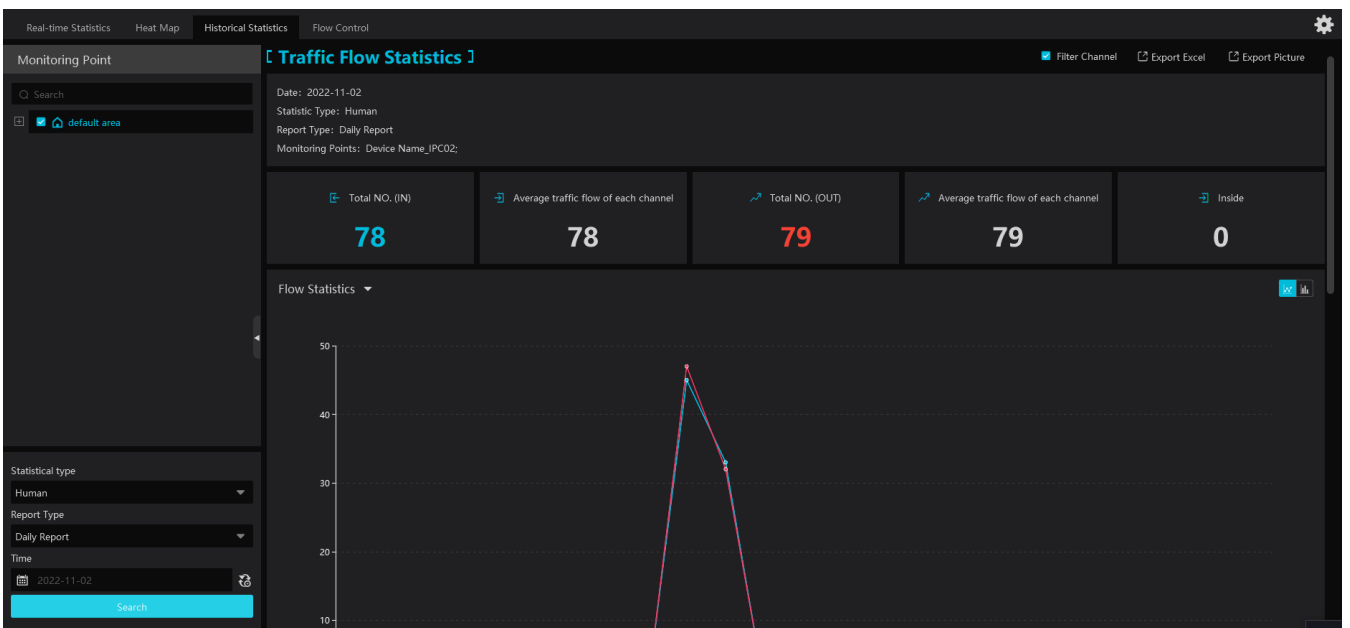 Real-time Statistics Heat Map Historical Statistics Flow Control
Monitoring Point
Search
default area
Statistical type
Human
Report Type
Daily Report
Time
2022-11-02
Search
[ Traffic Flow Statistics ]
Filter Channel Export Excel Export Picture
Date: 2022-11-02
Statistic Type: Human
Report Type: Daily Report
Monitoring Points: Device Name_IPC02;
Total NO. (IN)
78
Average traffic flow of each channel
78
Total NO. (OUT)
79
Average traffic flow of each channel
79
Inside
0
Flow Statistics
50
40
30
20
10